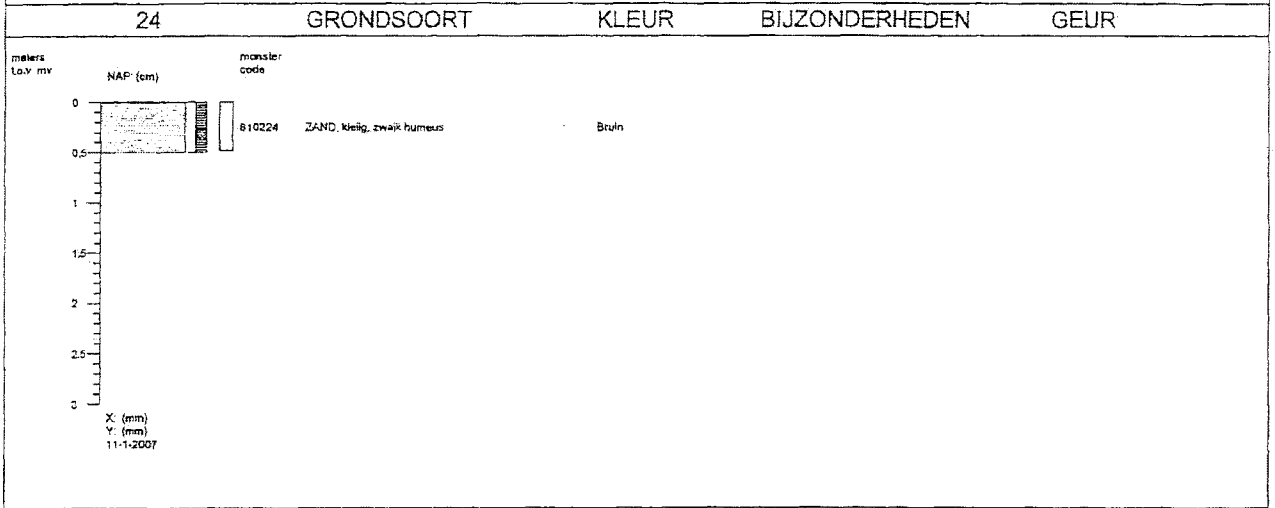 24 GRONDSOORT KLEUR BIJZONDERHEDEN GEUR
meters monster
t.o.v. mv NAP: (cm) code
0
810224 ZAND, kleiig, zwak humeus Bruin
0,5
1
1,5
2
2,5
3
X: (mm)
Y: (mm)
11-1-2007